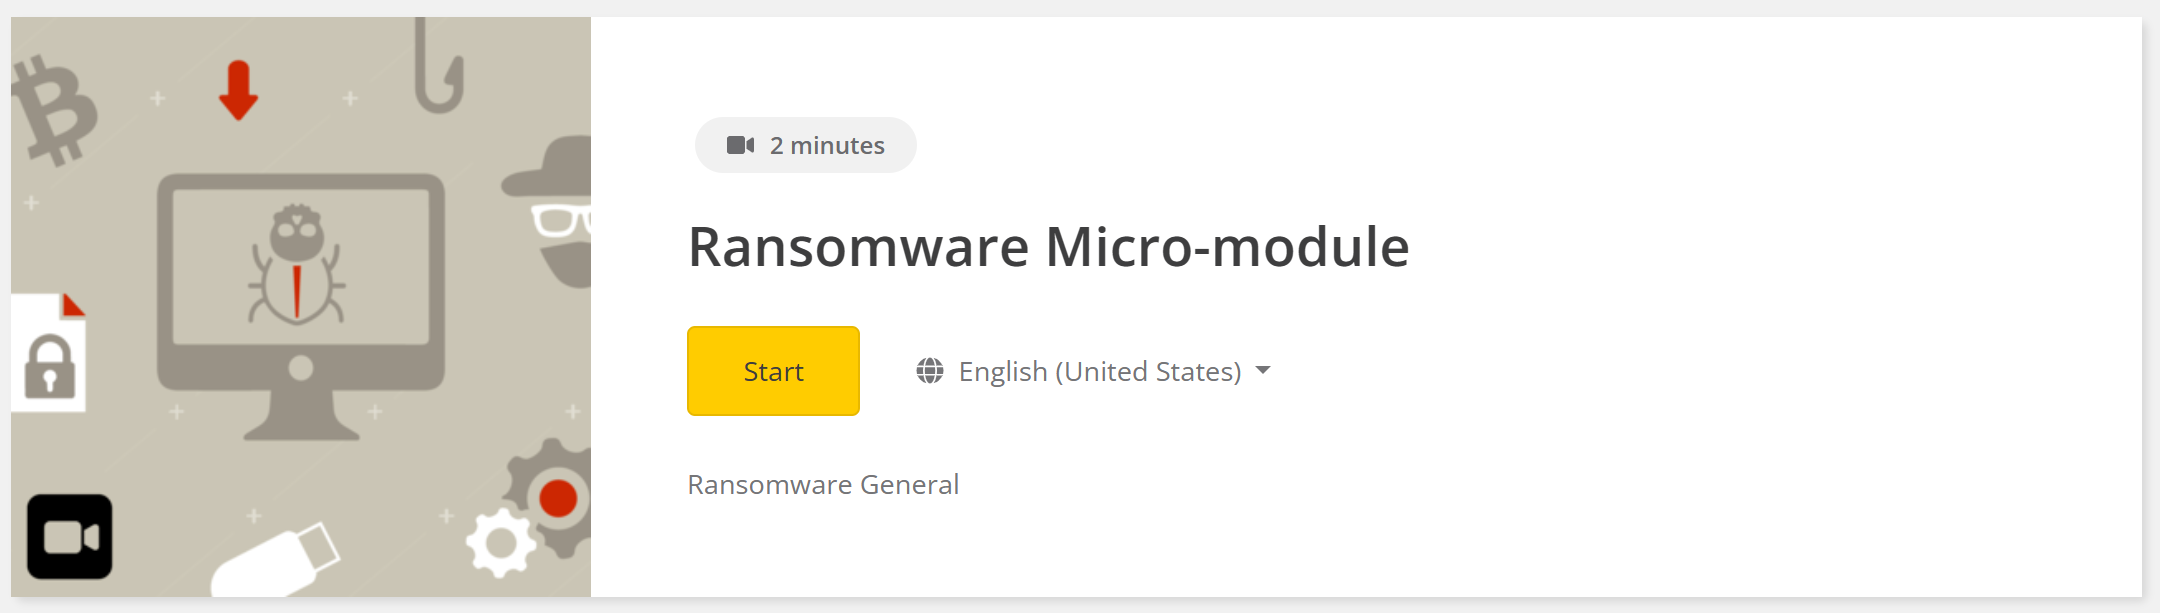 2 minutes
Ransomware Micro-module
Start
English (United States)
Ransomware General